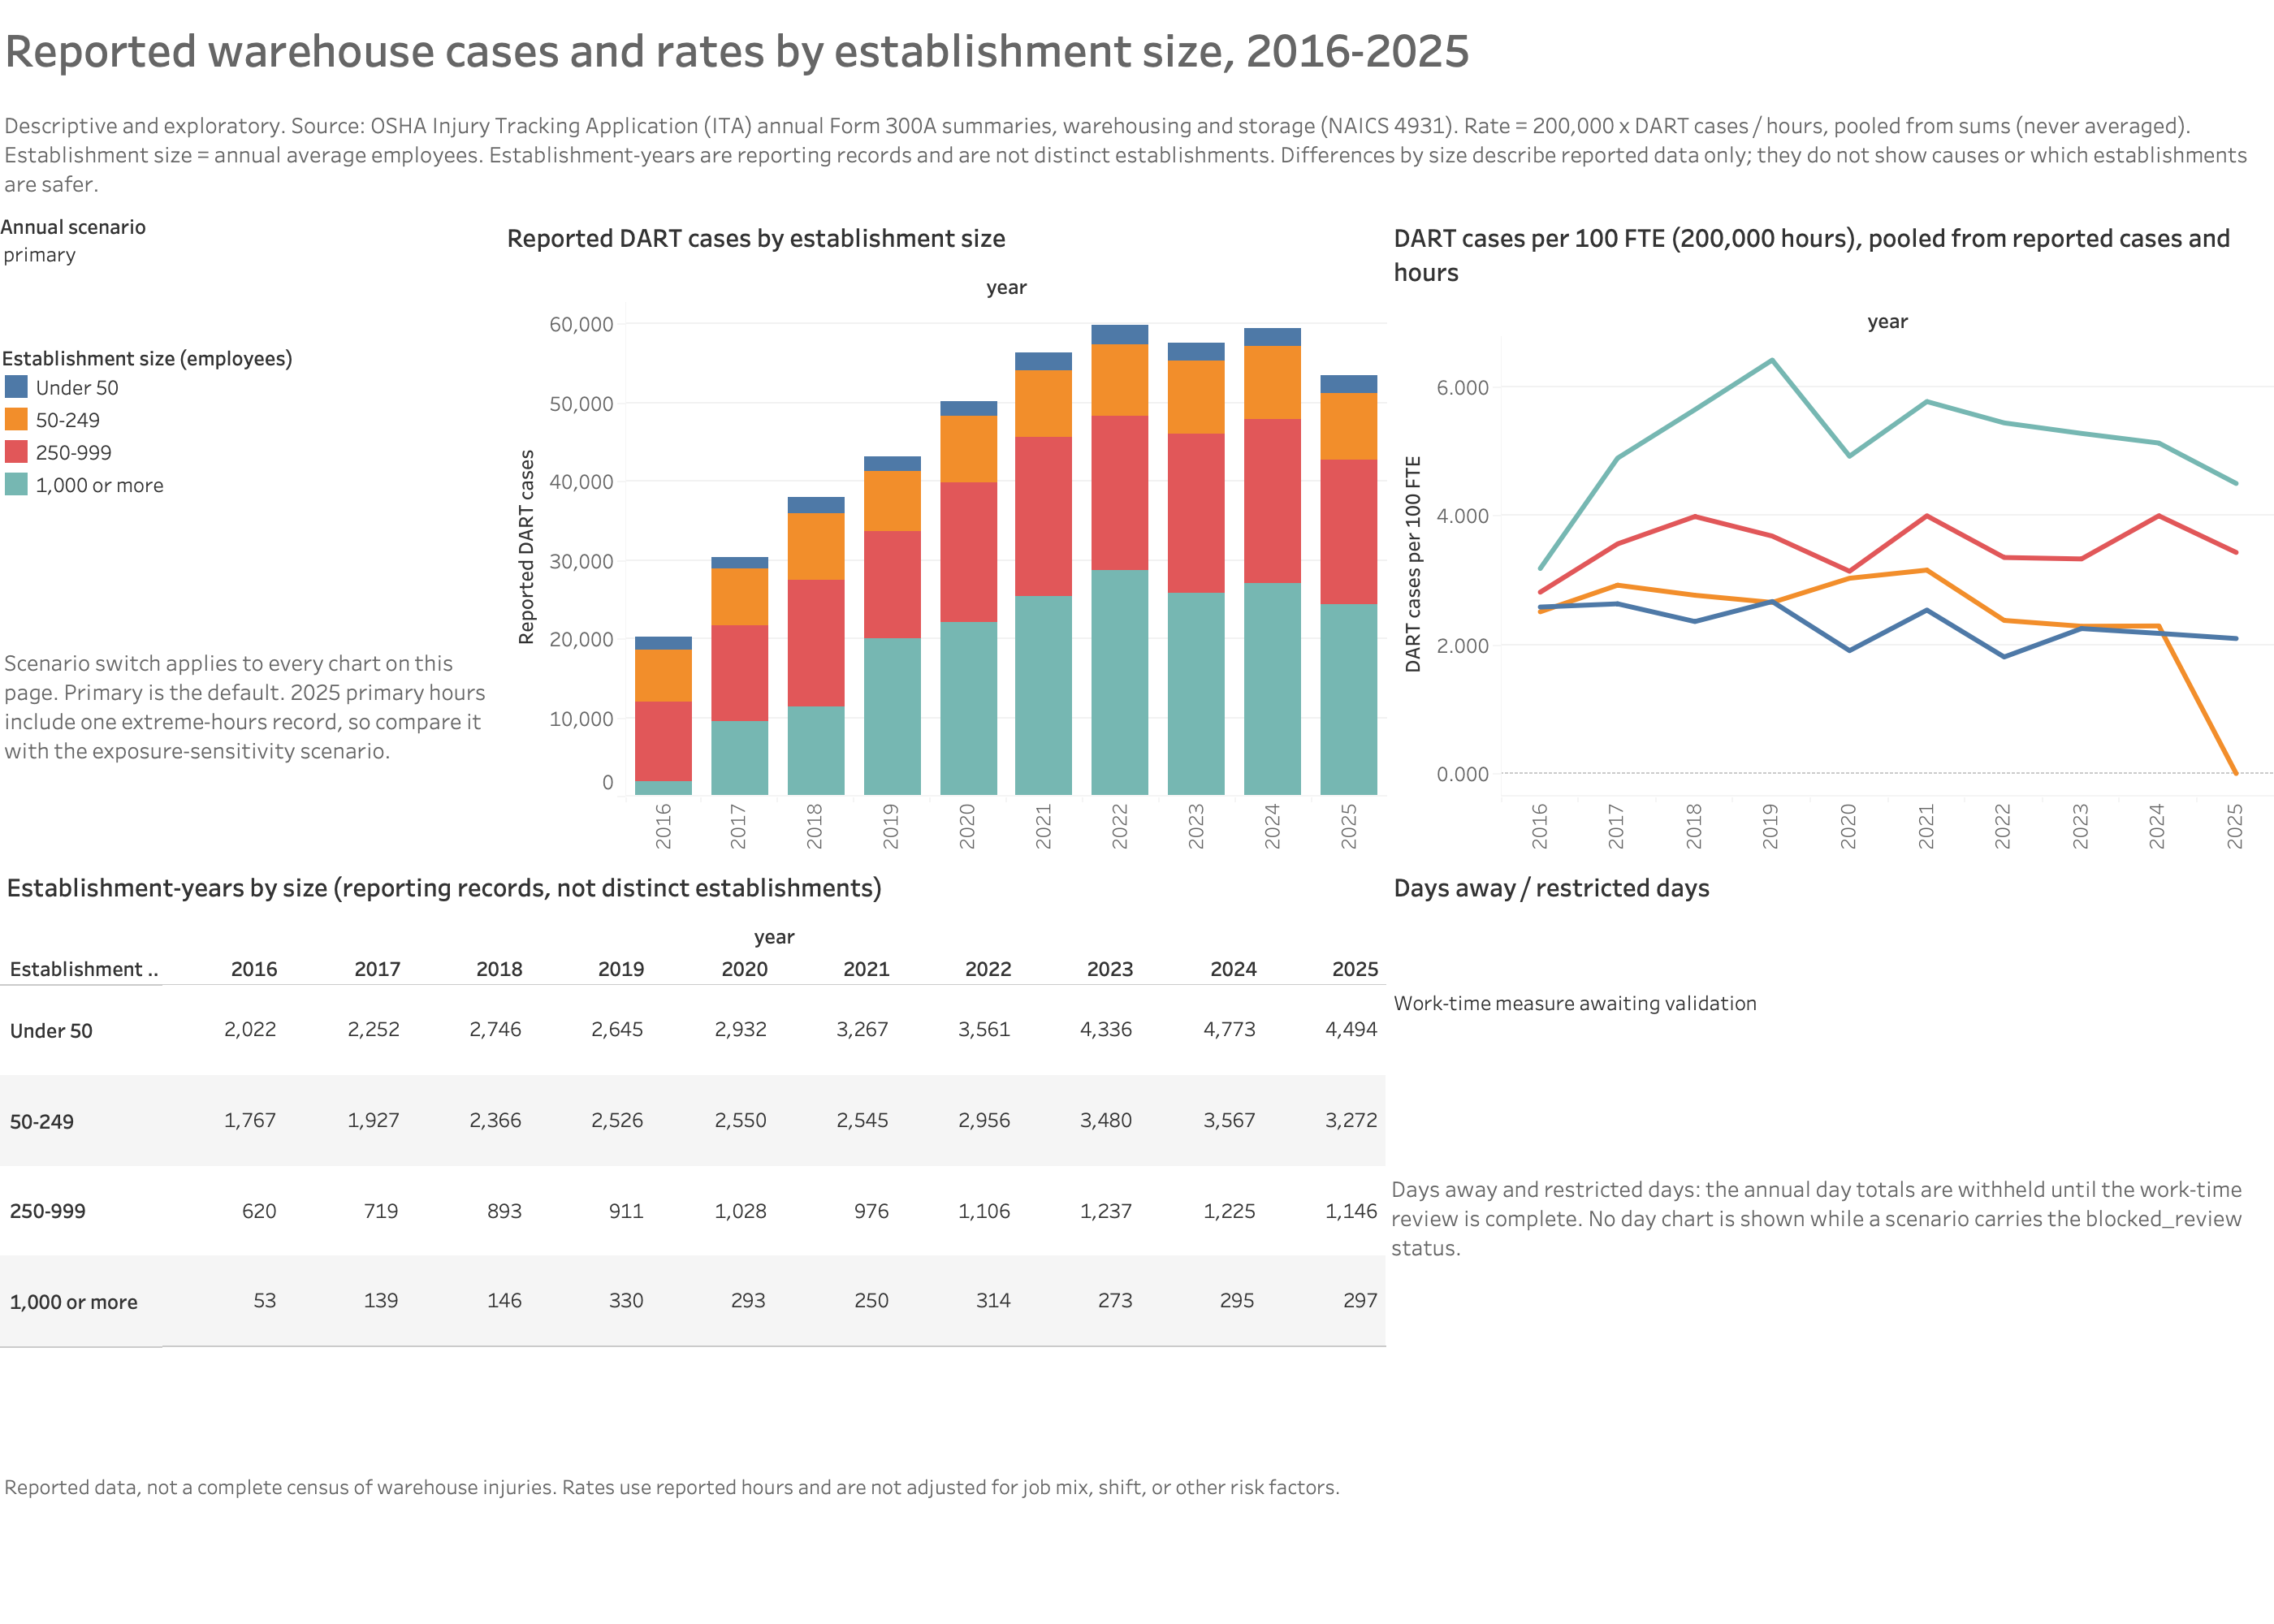 Reported warehouse cases and rates by establishment size, 2016-2025
Descriptive and exploratory. Source: OSHA Injury Tracking Application (ITA) annual Form 300A summaries, warehousing and storage (NAICS 4931). Rate = 200,000 x DART cases / hours, pooled from sums (never averaged).
Establishment size = annual average employees. Establishment-years are reporting records and are not distinct establishments. Differences by size describe reported data only; they do not show causes or which establishments
are safer.
Annual scenario
primary
Establishment size (employees)
Under 50
50-249
250-999
1,000 or more
Scenario switch applies to every chart on this
page. Primary is the default. 2025 primary hours
include one extreme-hours record, so compare it
with the exposure-sensitivity scenario.
Reported DART cases by establishment size
year
Reported DART cases
60,000
50,000
40,000
30,000
20,000
10,000
0
2016 2017 2018 2019 2020 2021 2022 2023 2024 2025
DART cases per 100 FTE (200,000 hours), pooled from reported cases and
hours
year
DART cases per 100 FTE
6.000
4.000
2.000
0.000
2016 2017 2018 2019 2020 2021 2022 2023 2024 2025
Establishment-years by size (reporting records, not distinct establishments)
year
Establishment .. 2016 2017 2018 2019 2020 2021 2022 2023 2024 2025
Under 50 2,022 2,252 2,746 2,645 2,932 3,267 3,561 4,336 4,773 4,494
50-249 1,767 1,927 2,366 2,526 2,550 2,545 2,956 3,480 3,567 3,272
250-999 620 719 893 911 1,028 976 1,106 1,237 1,225 1,146
1,000 or more 53 139 146 330 293 250 314 273 295 297
Days away / restricted days
Work-time measure awaiting validation
Days away and restricted days: the annual day totals are withheld until the work-time
review is complete. No day chart is shown while a scenario carries the blocked_review
status.
Reported data, not a complete census of warehouse injuries. Rates use reported hours and are not adjusted for job mix, shift, or other risk factors.